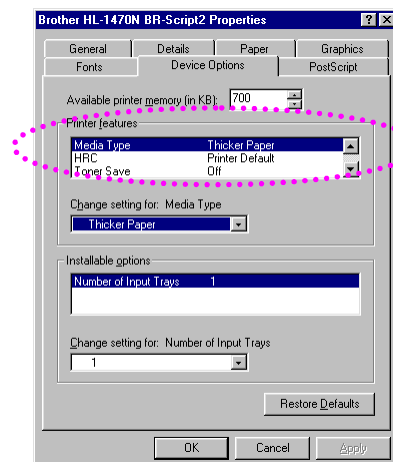 Brother HL-1470N BR-Script2 Properties
General Details Paper Graphics
Fonts Device Options PostScript
Available printer memory (in KB): 700
Printer features
Media Type Thicker Paper
HRC Printer Default
Toner Save Off
Change setting for: Media Type
Thicker Paper
Installable options
Number of Input Trays 1
Change setting for: Number of Input Trays
1
Restore Defaults
OK Cancel Apply